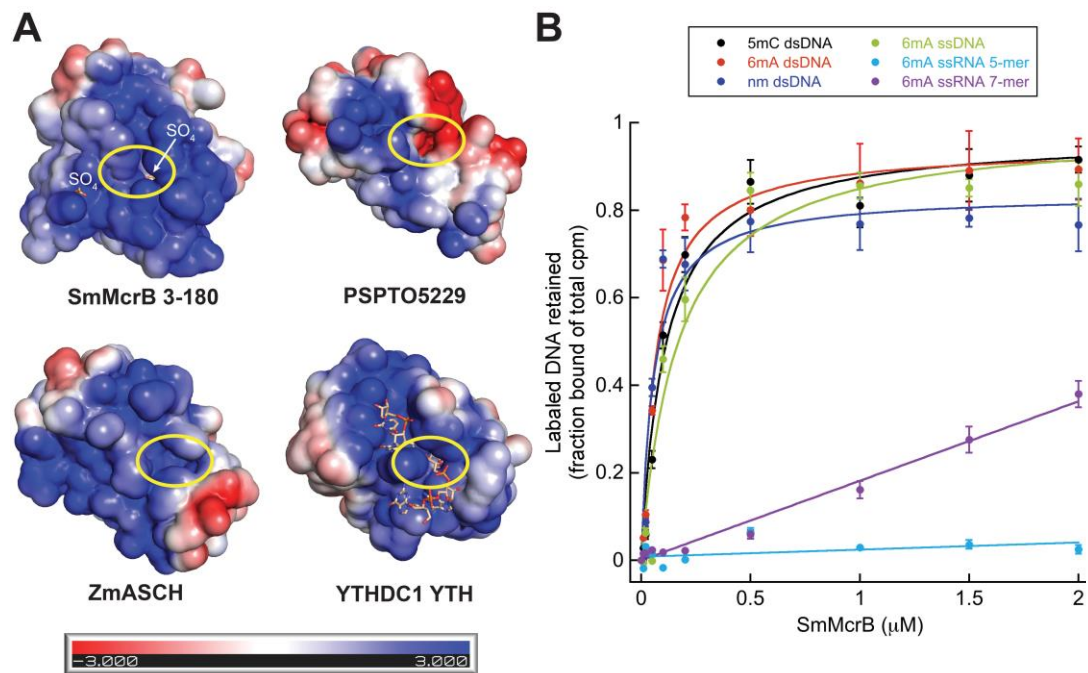 A
SO4
SO4
SmMcrB 3-180
PSPTO5229
ZmASCH
YTHDC1 YTH
-3.000
3.000
B
5mC dsDNA
6mA dsDNA
nm dsDNA
6mA ssDNA
6mA ssRNA 5-mer
6mA ssRNA 7-mer
Labaled DNA retained
(fraction bound of total cpm)
1
0.8
0.6
0.4
0.2
0
0
0.5
1
1.5
2
SmMcrB (μM)